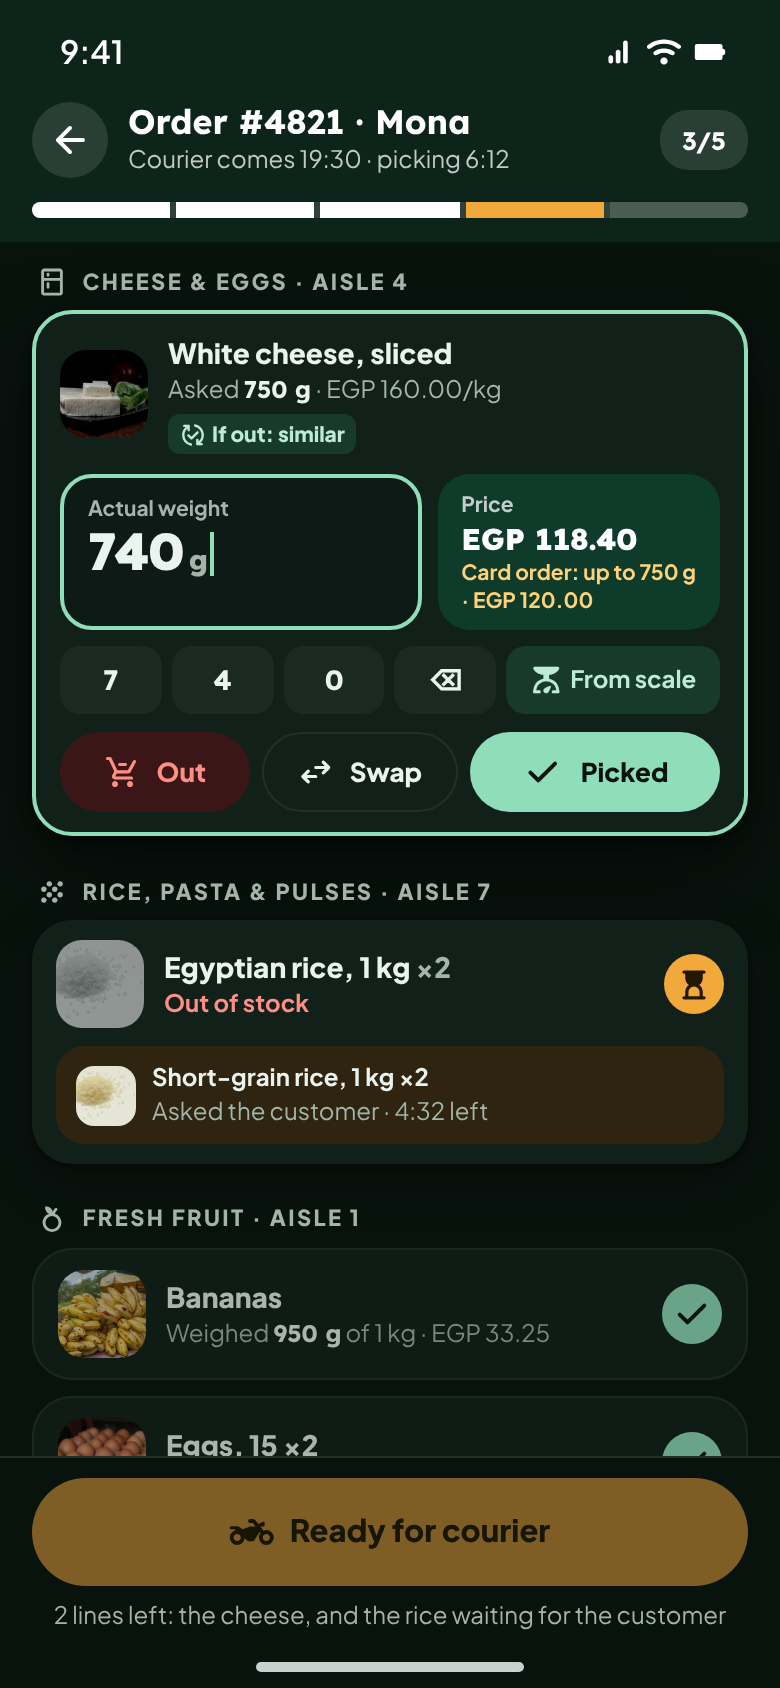 9:41
Order #4821 · Mona
Courier comes 19:30 · picking 6:12
3/5
CHEESE & EGGS · AISLE 4
White cheese, sliced
Asked 750 g · EGP 160.00/kg
If out: similar
Actual weight
740 g
Price
EGP 118.40
Card order: up to 750 g
· EGP 120.00
7
4
0
From scale
Out
Swap
Picked
RICE, PASTA & PULSES · AISLE 7
Egyptian rice, 1 kg ×2
Out of stock
Short-grain rice, 1 kg ×2
Asked the customer · 4:32 left
FRESH FRUIT · AISLE 1
Bananas
Weighed 950 g of 1 kg · EGP 33.25
Eggs, 15 ×2
Ready for courier
2 lines left: the cheese, and the rice waiting for the customer